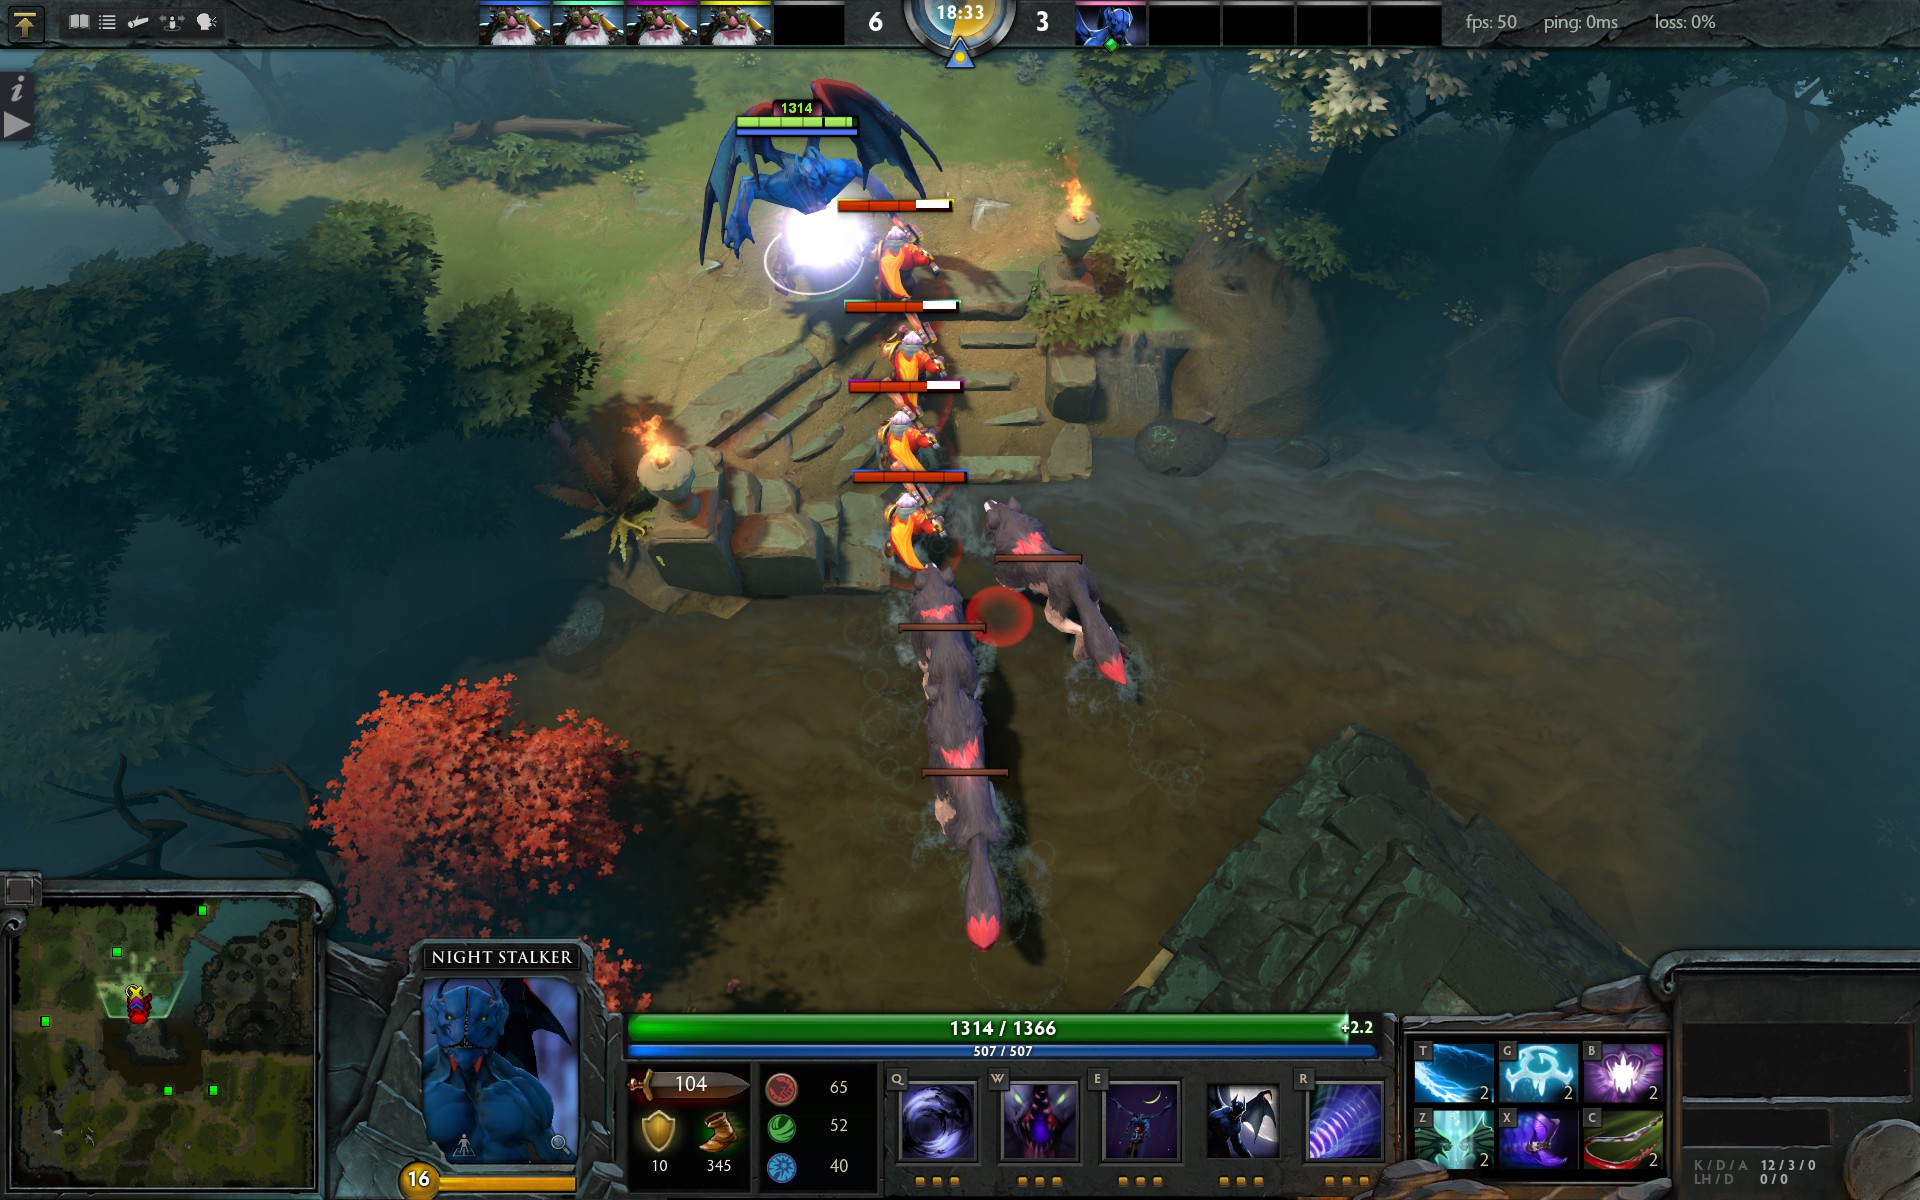 6
18:33
3
fps: 50 ping: 0ms loss: 0%
i
1314
NIGHT STALKER
16
1314 / 1366
+2.2
507 / 507
104
10
345
65
52
40
Q
W
E
R
T
2
G
2
B
2
Z
2
X
C
2
K / D / A 12 / 3 / 0
LH / D 0 / 0